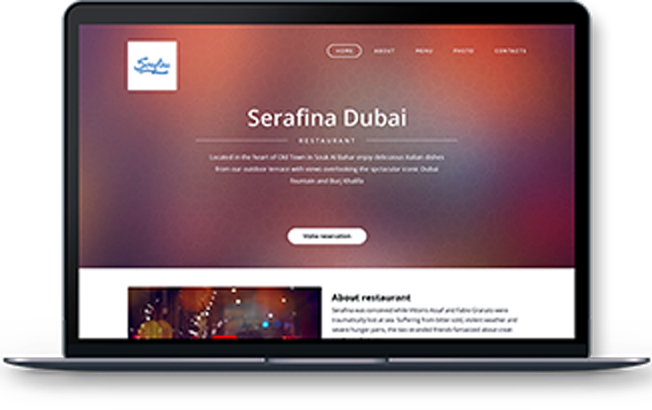 HOME ABOUT MENU PHOTO CONTACTS
Serafina Dubai
RESTAURANT
Located in the heart of Old Town in Souk Al Bahar enjoy delicious Italian dishes
from our outdoor terrace with views overlooking the spctacular iconic Dubai
fountain and Burj Khalifa
Make reservation
About restaurant
Serafina was conceived while Vittorio Assaf and Fabio Granato were
traumatically lost at sea. Suffering from bitter cold, violent weather and
severe hunger pains, the two stranded friends fantasized about creat